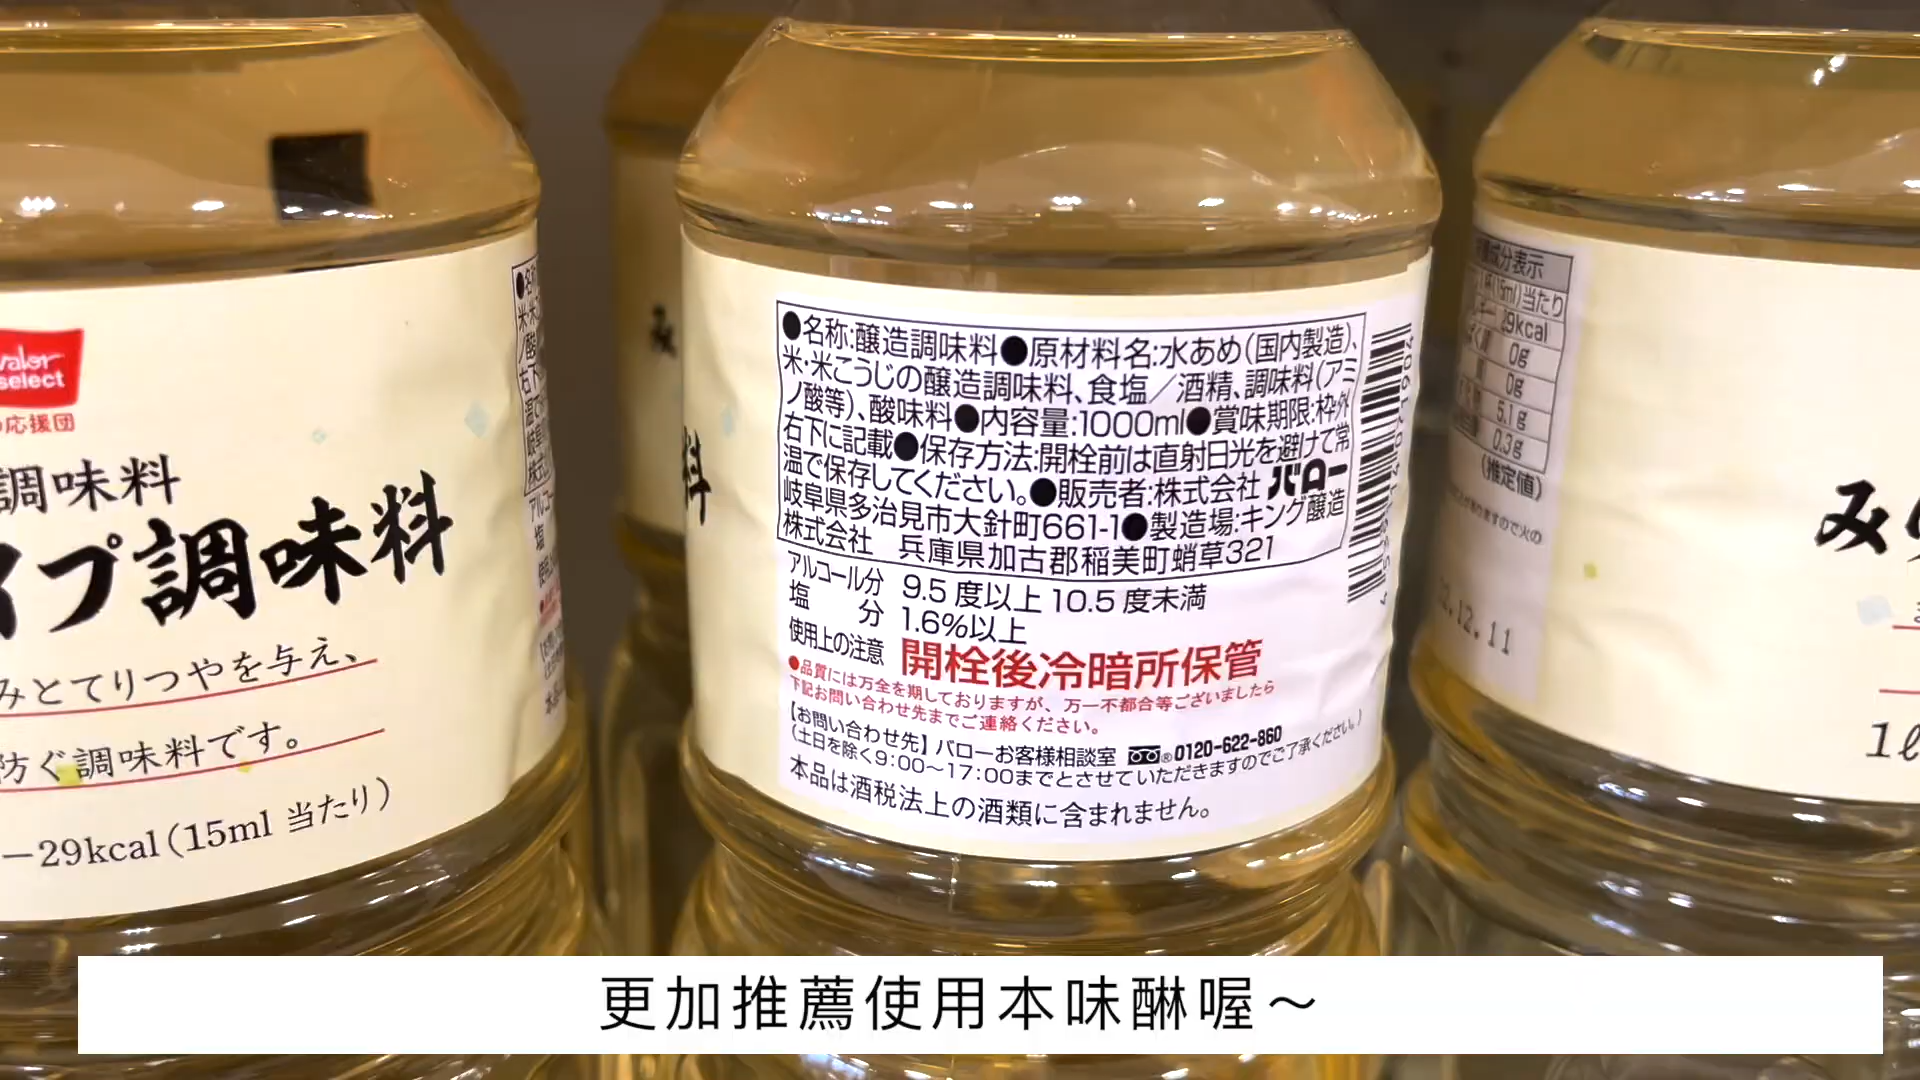 valor
select
応援団
調味料
イプ調味料
みとてりつやを与え、
防ぐ調味料です。
29kcal(15ml 当たり)
料
●名称:醸造調味料●原材料名:水あめ(国内製造)、
米・米こうじの醸造調味料、食塩/酒精、調味料(アミ
ノ酸等)、酸味料●内容量:1000ml●賞味期限:枠外
右下に記載●保存方法:開栓前は直射日光を避けて常
温で保存してください。●販売者:株式会社 バロー
岐阜県多治見市大針町661-1●製造場:キング醸造
株式会社 兵庫県加古郡稲美町蛸草321
アルコール分 9.5 度以上 10.5 度未満
塩 分 1.6%以上
使用上の注意 開栓後冷暗所保管
●品質には万全を期しておりますが、万一不都合等ございましたら
下記お問い合わせ先までご連絡ください。
【お問い合わせ先】バローお客様相談室 ®0120-622-860
(土日を除く9:00〜17:00までとさせていただきますのでご了承ください。)
本品は酒税法上の酒類に含まれません。
成分表示
(15ml)当たり
29kcal
0g
0g
5.1g
0.3g
(推定値)
12.11
み
1ℓ
更加推薦使用本味醂喔～